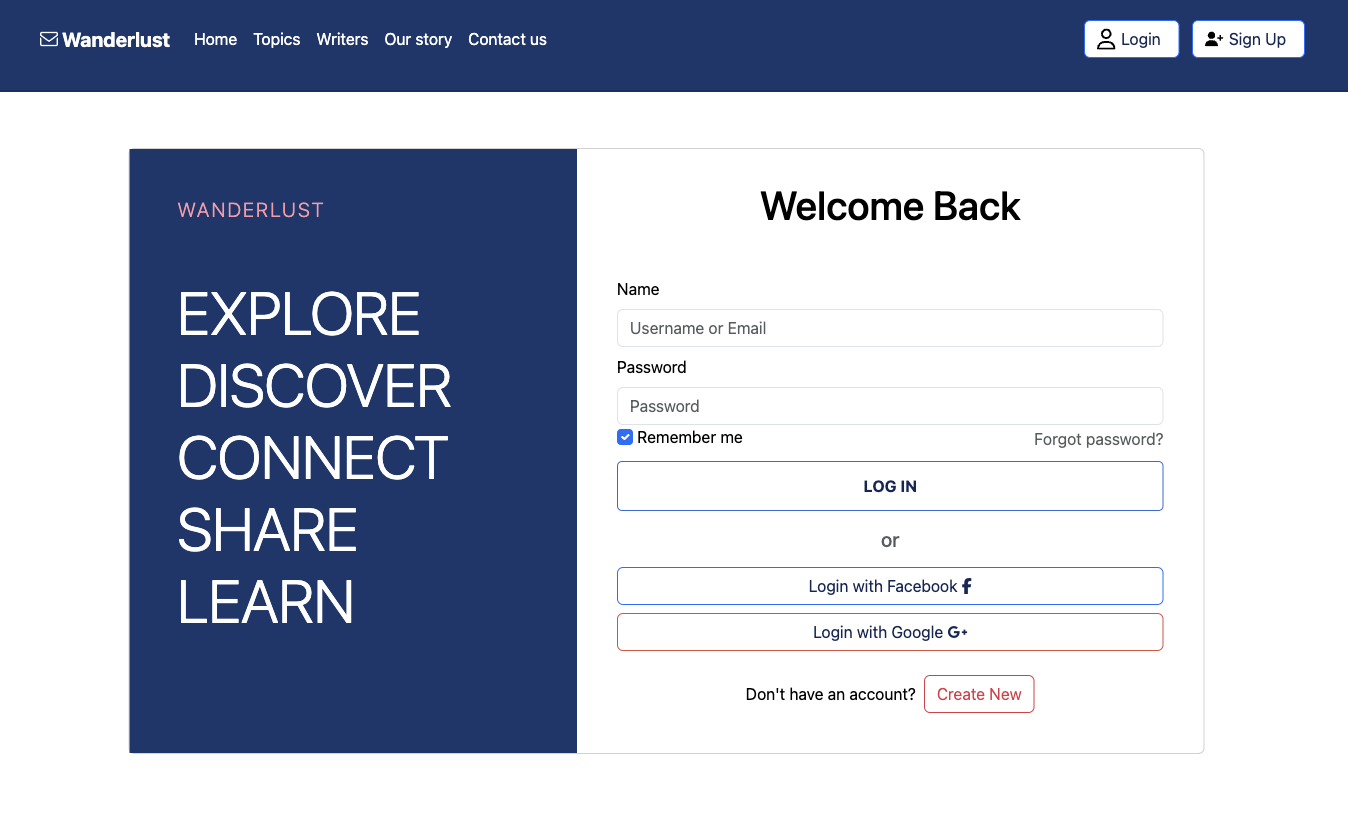 Wanderlust Home Topics Writers Our story Contact us Login Sign Up
WANDERLUST
EXPLORE
DISCOVER
CONNECT
SHARE
LEARN
Welcome Back
Name
Username or Email
Password
Password
Remember me Forgot password?
LOG IN
or
Login with Facebook
Login with Google G+
Don't have an account? Create New